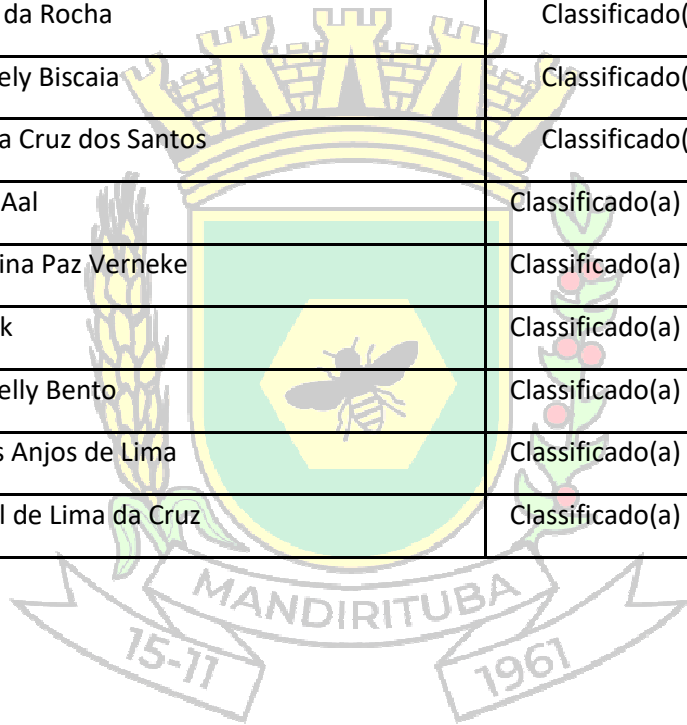 da Rocha Classificado(
ely Biscaia Classificado(
a Cruz dos Santos Classificado(
Aal Classificado(a)
ina Paz Verneke Classificado(a)
k Classificado(a)
elly Bento Classificado(a)
s Anjos de Lima Classificado(a)
l de Lima da Cruz Classificado(a)
MANDIRITUBA
15-11 1961